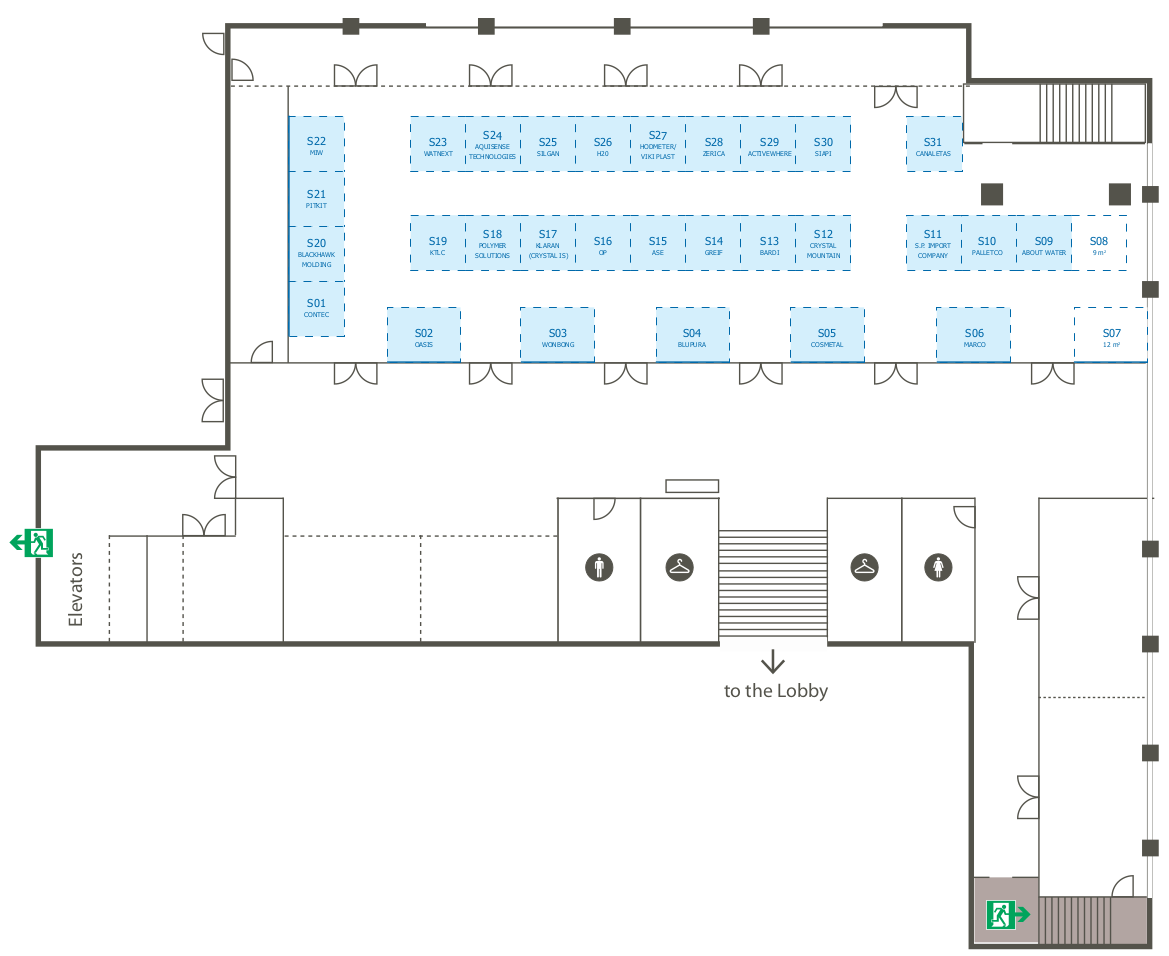 S22
MIW
S23
WATNEXT
S24
AQUISENSE
TECHNOLOGIES
S25
SILGAN
S26
H20
S27
HODMETER/
VIKI PLAST
S28
ZERICA
S29
ACTIVEWHERE
S30
SIAPI
S31
CANALETAS
S21
PITKIT
S20
BLACKHAWK
MOLDING
S19
KTLC
S18
POLYMER
SOLUTIONS
S17
KLARAN
(CRYSTAL IS)
S16
OP
S15
ASE
S14
GREIF
S13
BARDI
S12
CRYSTAL
MOUNTAIN
S11
S.P. IMPORT
COMPANY
S10
PALLETCO
S09
ABOUT WATER
S08
9 m²
S01
CONTEC
S02
OASIS
S03
WONBONG
S04
BLUPURA
S05
COSMETAL
S06
MARCO
S07
12 m²
Elevators
to the Lobby